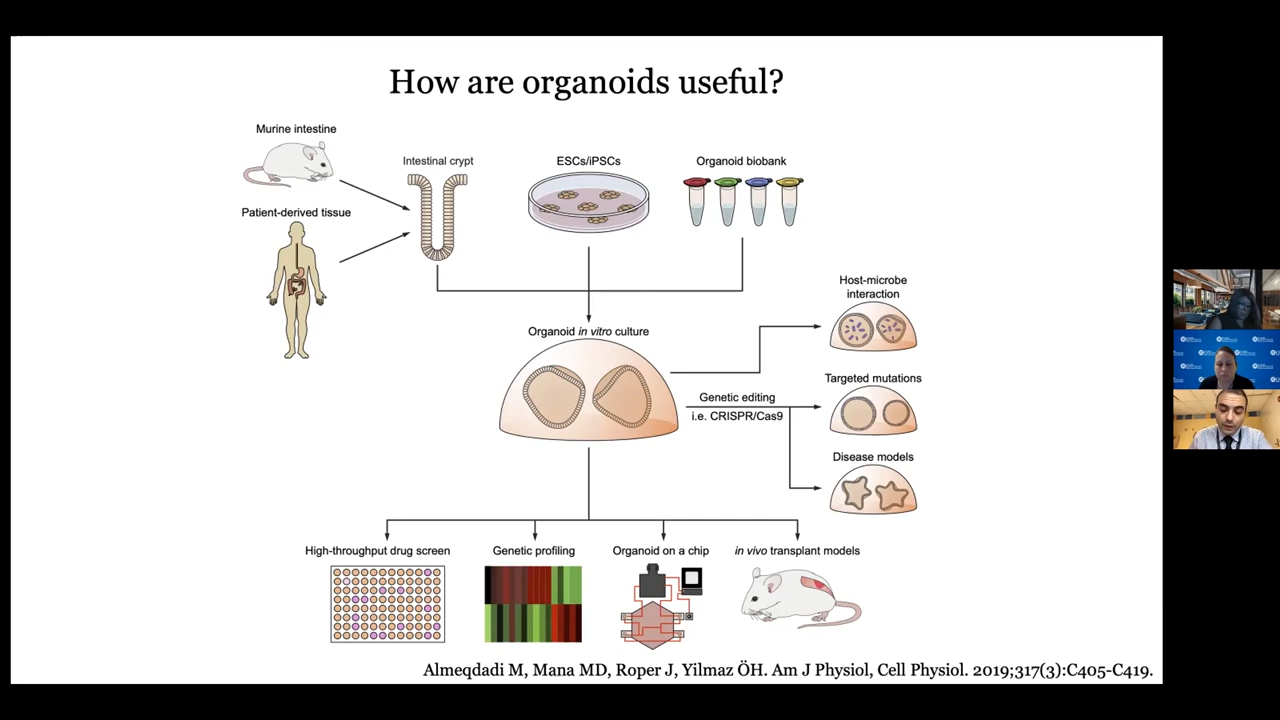 How are organoids useful?
Murine intestine
Patient-derived tissue
Intestinal crypt
ESCs/iPSCs
Organoid biobank
Organoid in vitro culture
Host-microbe
interaction
Genetic editing
i.e. CRISPR/Cas9
Targeted mutations
Disease models
High-throughput drug screen
Genetic profiling
Organoid on a chip
in vivo transplant models
Almeqdadi M, Mana MD, Roper J, Yilmaz ÖH. Am J Physiol, Cell Physiol. 2019;317(3):C405-C419.